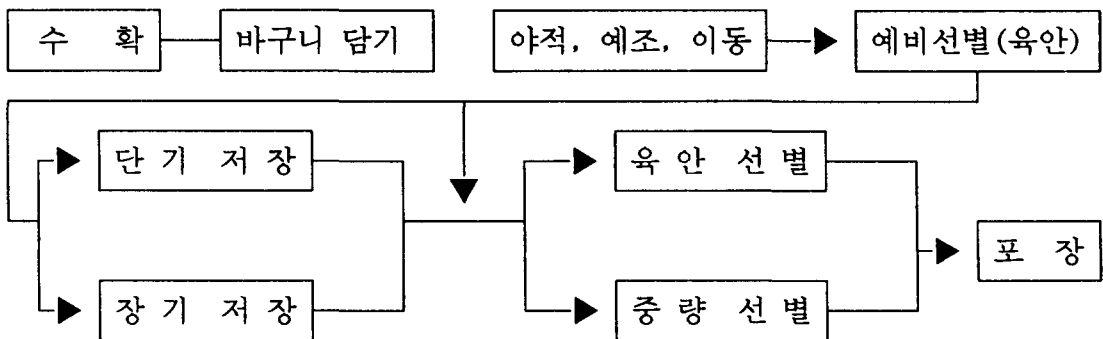 수 확 바구니 담기 야적, 예조, 이동 예비선별(육안)
단 기 저 장 육 안 선 별
포 장
장 기 저 장 중 량 선 별